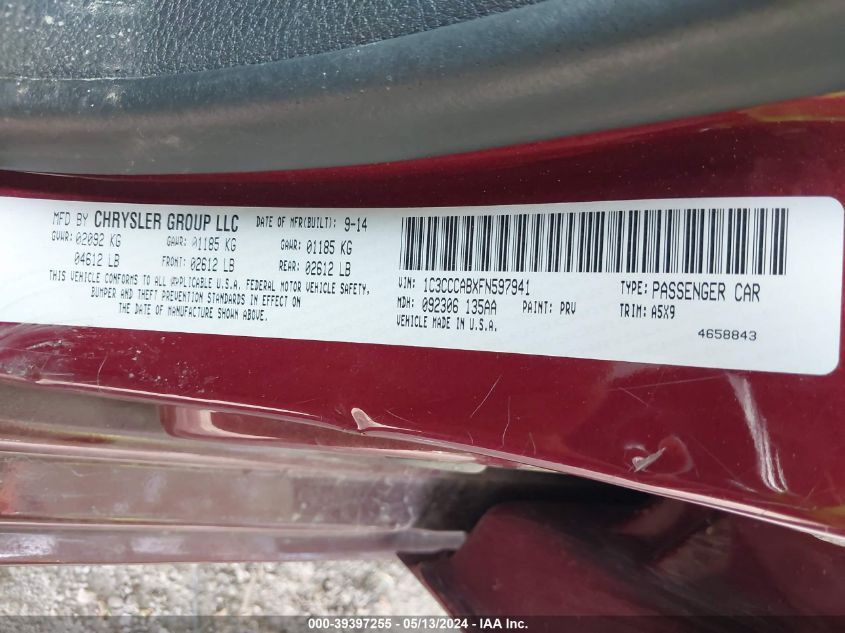 MFD BY CHRYSLER GROUP LLC DATE OF MFR(BUILT): 9-14
GVWR: 02092 KG GAWR: 01185 KG GAWR: 01185 KG
04612 LB FRONT: 02612 LB REAR: 02612 LB
THIS VEHICLE CONFORMS TO ALL APPLICABLE U.S.A. FEDERAL MOTOR VEHICLE SAFETY,
BUMPER AND THEFT PREVENTION STANDARDS IN EFFECT ON
THE DATE OF MANUFACTURE SHOWN ABOVE.
VIN: 1C3CCCABXFN597941 TYPE: PASSENGER CAR
MDH: 092306 135AA PAINT: PRV TRIM: A5X9
VEHICLE MADE IN U.S.A.
4658843
000-39397255 - 05/13/2024 - IAA Inc.